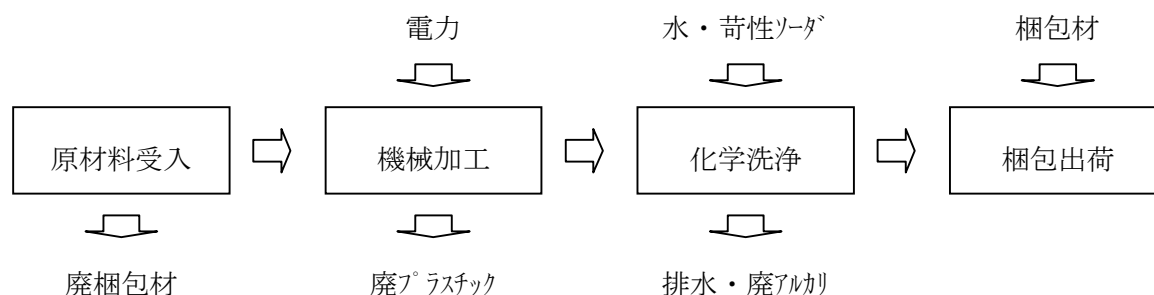 電力 水・苛性ｿｰﾀﾞ 梱包材
原材料受入 機械加工 化学洗浄 梱包出荷
廃梱包材 廃ﾌﾟﾗｽﾁｯｸ 排水・廃ｱﾙｶﾘ